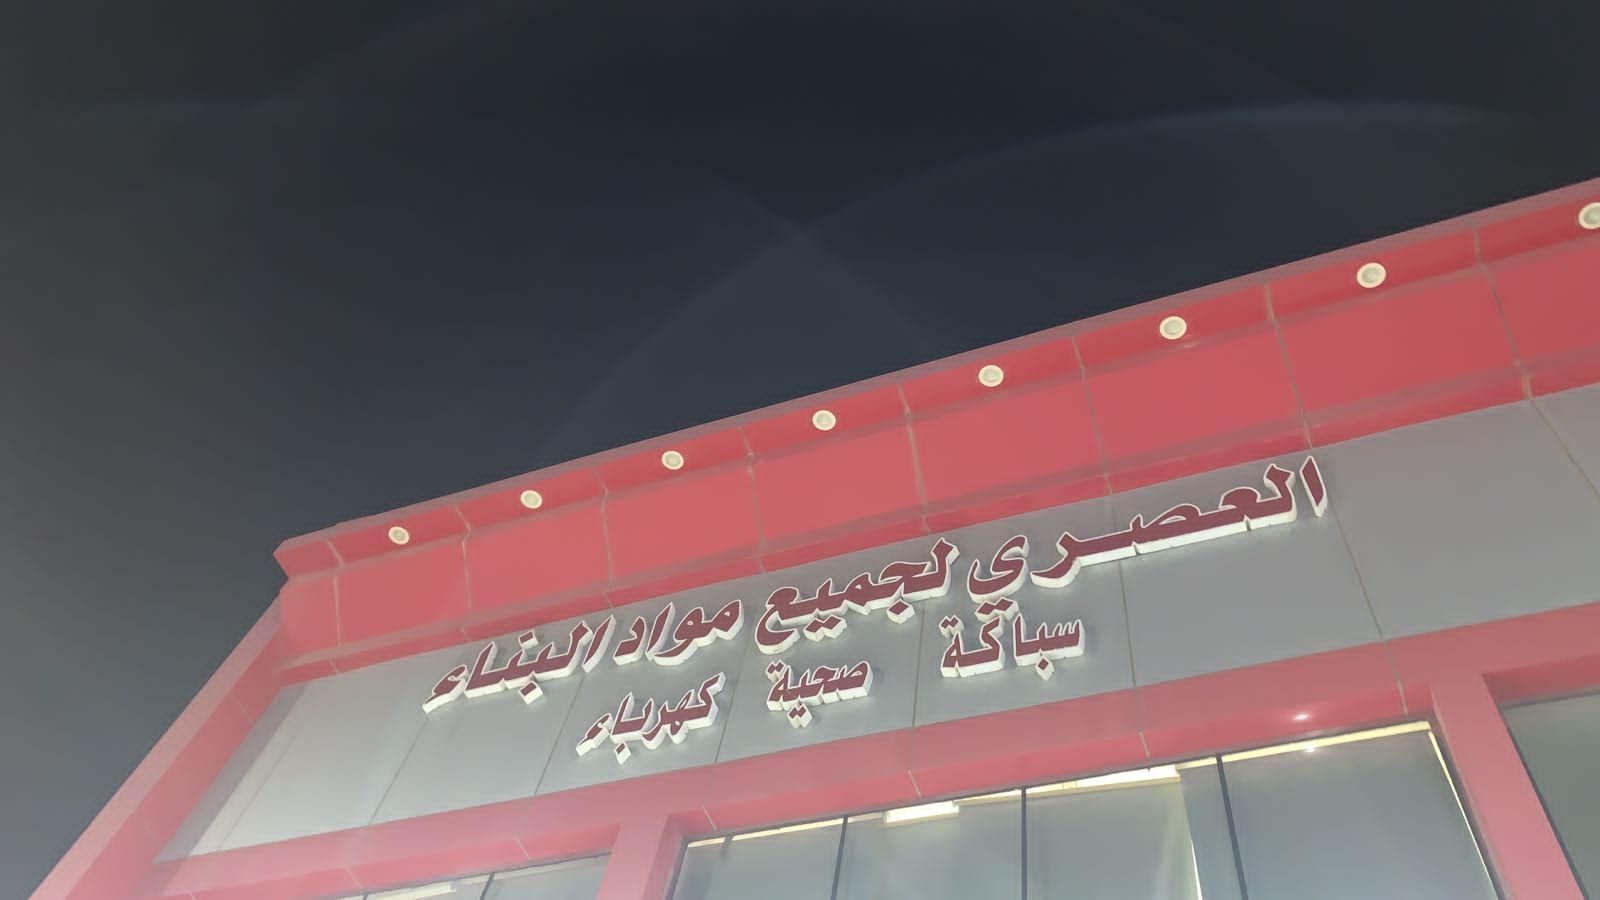 العصري لجميع مواد البناء
سباكة صحية كهرباء